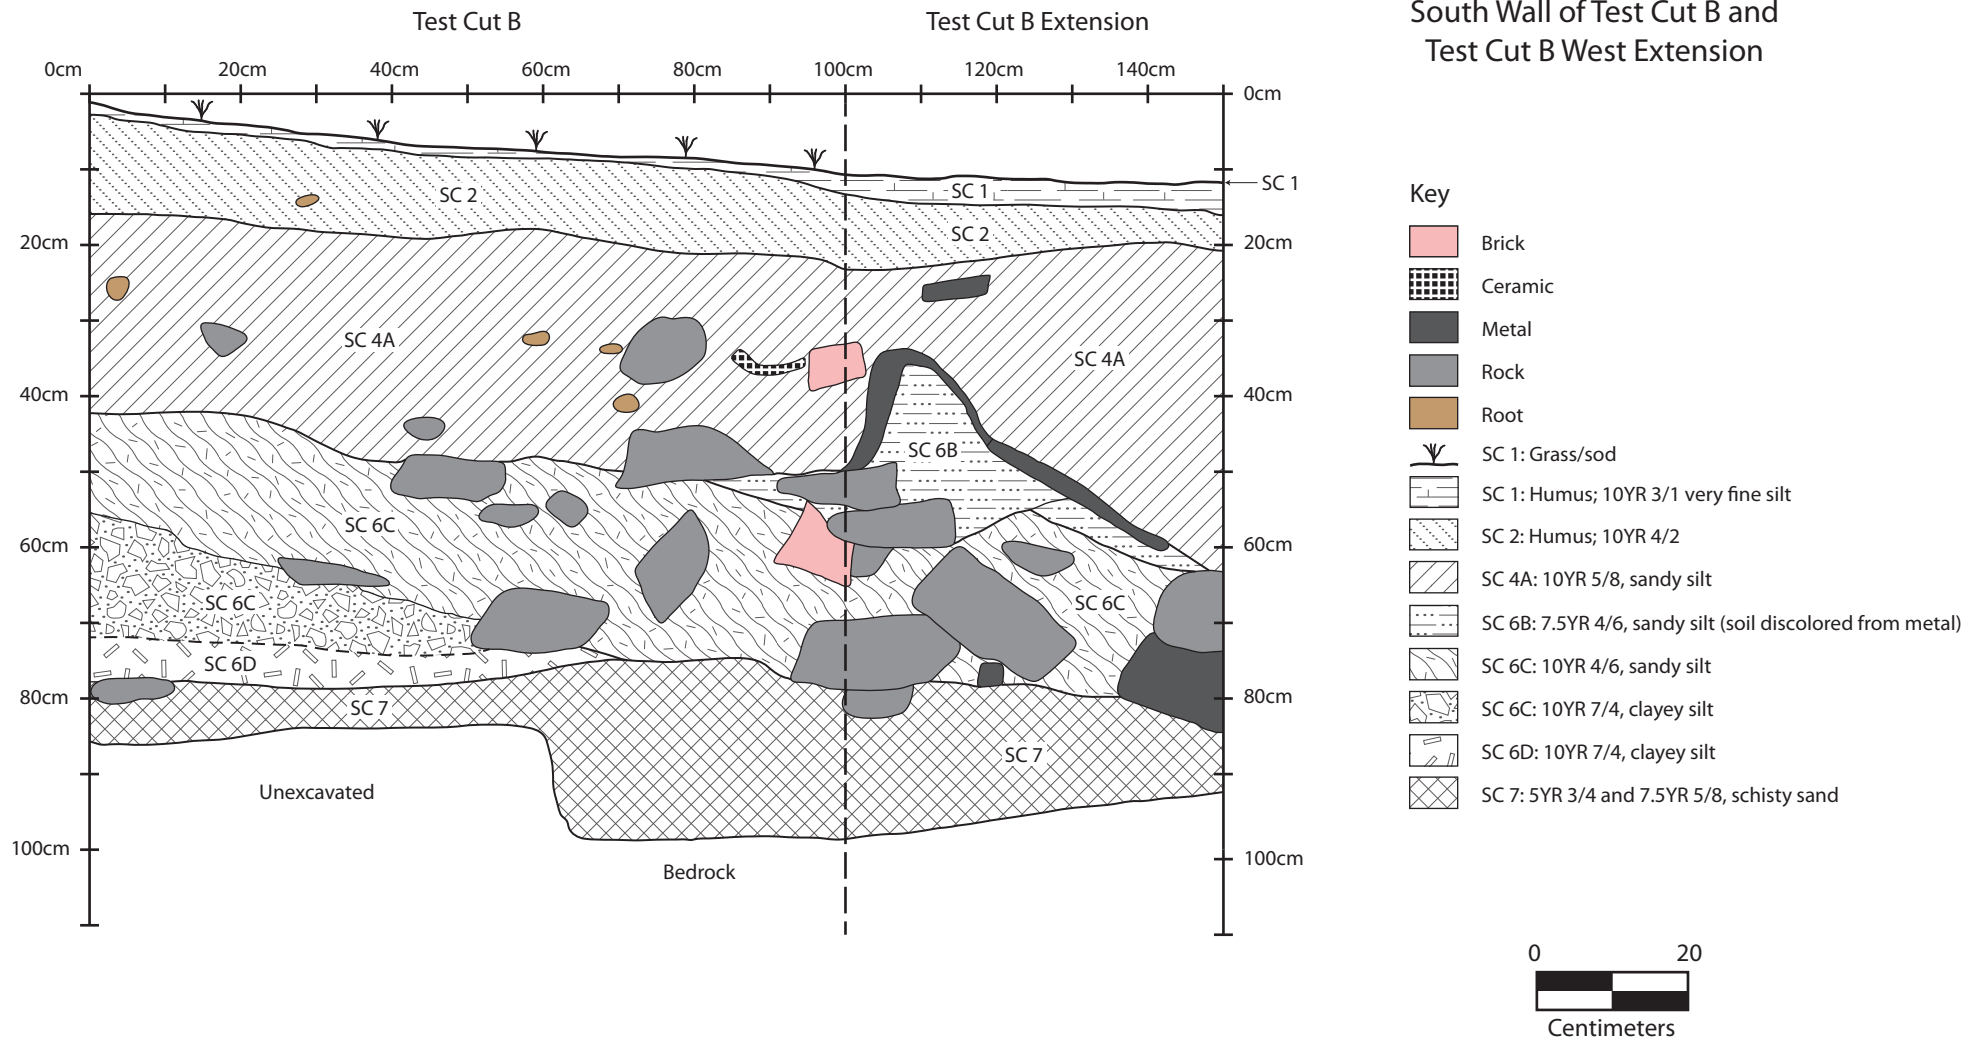 Test Cut B
Test Cut B Extension
South Wall of Test Cut B and
Test Cut B West Extension
0cm
20cm
40cm
60cm
80cm
100cm
120cm
140cm
0cm
SC 1
SC 1
SC 2
SC 2
20cm
20cm
SC 4A
SC 4A
40cm
40cm
SC 6B
SC 6C
60cm
60cm
SC 6C
SC 6C
SC 6D
80cm
80cm
SC 7
SC 7
Unexcavated
100cm
100cm
Bedrock
Key
Brick
Ceramic
Metal
Rock
Root
SC 1: Grass/sod
SC 1: Humus; 10YR 3/1 very fine silt
SC 2: Humus; 10YR 4/2
SC 4A: 10YR 5/8, sandy silt
SC 6B: 7.5YR 4/6, sandy silt (soil discolored from metal)
SC 6C: 10YR 4/6, sandy silt
SC 6C: 10YR 7/4, clayey silt
SC 6D: 10YR 7/4, clayey silt
SC 7: 5YR 3/4 and 7.5YR 5/8, schisty sand
0 20
Centimeters